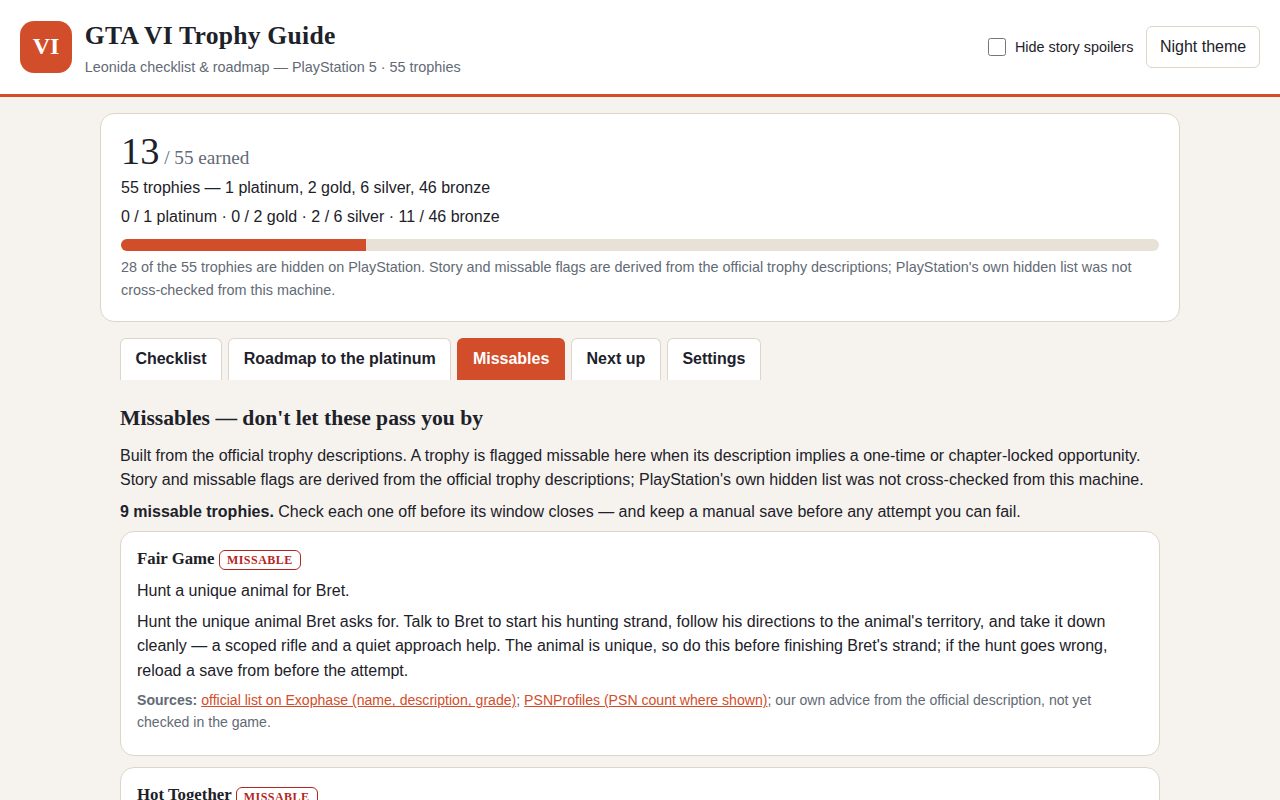 VI
GTA VI Trophy Guide
Leonida checklist & roadmap — PlayStation 5 · 55 trophies
Hide story spoilers
Night theme
13 / 55 earned
55 trophies — 1 platinum, 2 gold, 6 silver, 46 bronze
0 / 1 platinum · 0 / 2 gold · 2 / 6 silver · 11 / 46 bronze
28 of the 55 trophies are hidden on PlayStation. Story and missable flags are derived from the official trophy descriptions; PlayStation's own hidden list was not
cross-checked from this machine.
Checklist
Roadmap to the platinum
Missables
Next up
Settings
Missables — don't let these pass you by
Built from the official trophy descriptions. A trophy is flagged missable here when its description implies a one-time or chapter-locked opportunity.
Story and missable flags are derived from the official trophy descriptions; PlayStation's own hidden list was not cross-checked from this machine.
9 missable trophies. Check each one off before its window closes — and keep a manual save before any attempt you can fail.
Fair Game MISSABLE
Hunt a unique animal for Bret.
Hunt the unique animal Bret asks for. Talk to Bret to start his hunting strand, follow his directions to the animal's territory, and take it down
cleanly — a scoped rifle and a quiet approach help. The animal is unique, so do this before finishing Bret's strand; if the hunt goes wrong,
reload a save from before the attempt.
Sources: official list on Exophase (name, description, grade); PSNProfiles (PSN count where shown); our own advice from the official description, not yet
checked in the game.
Hot Together MISSABLE